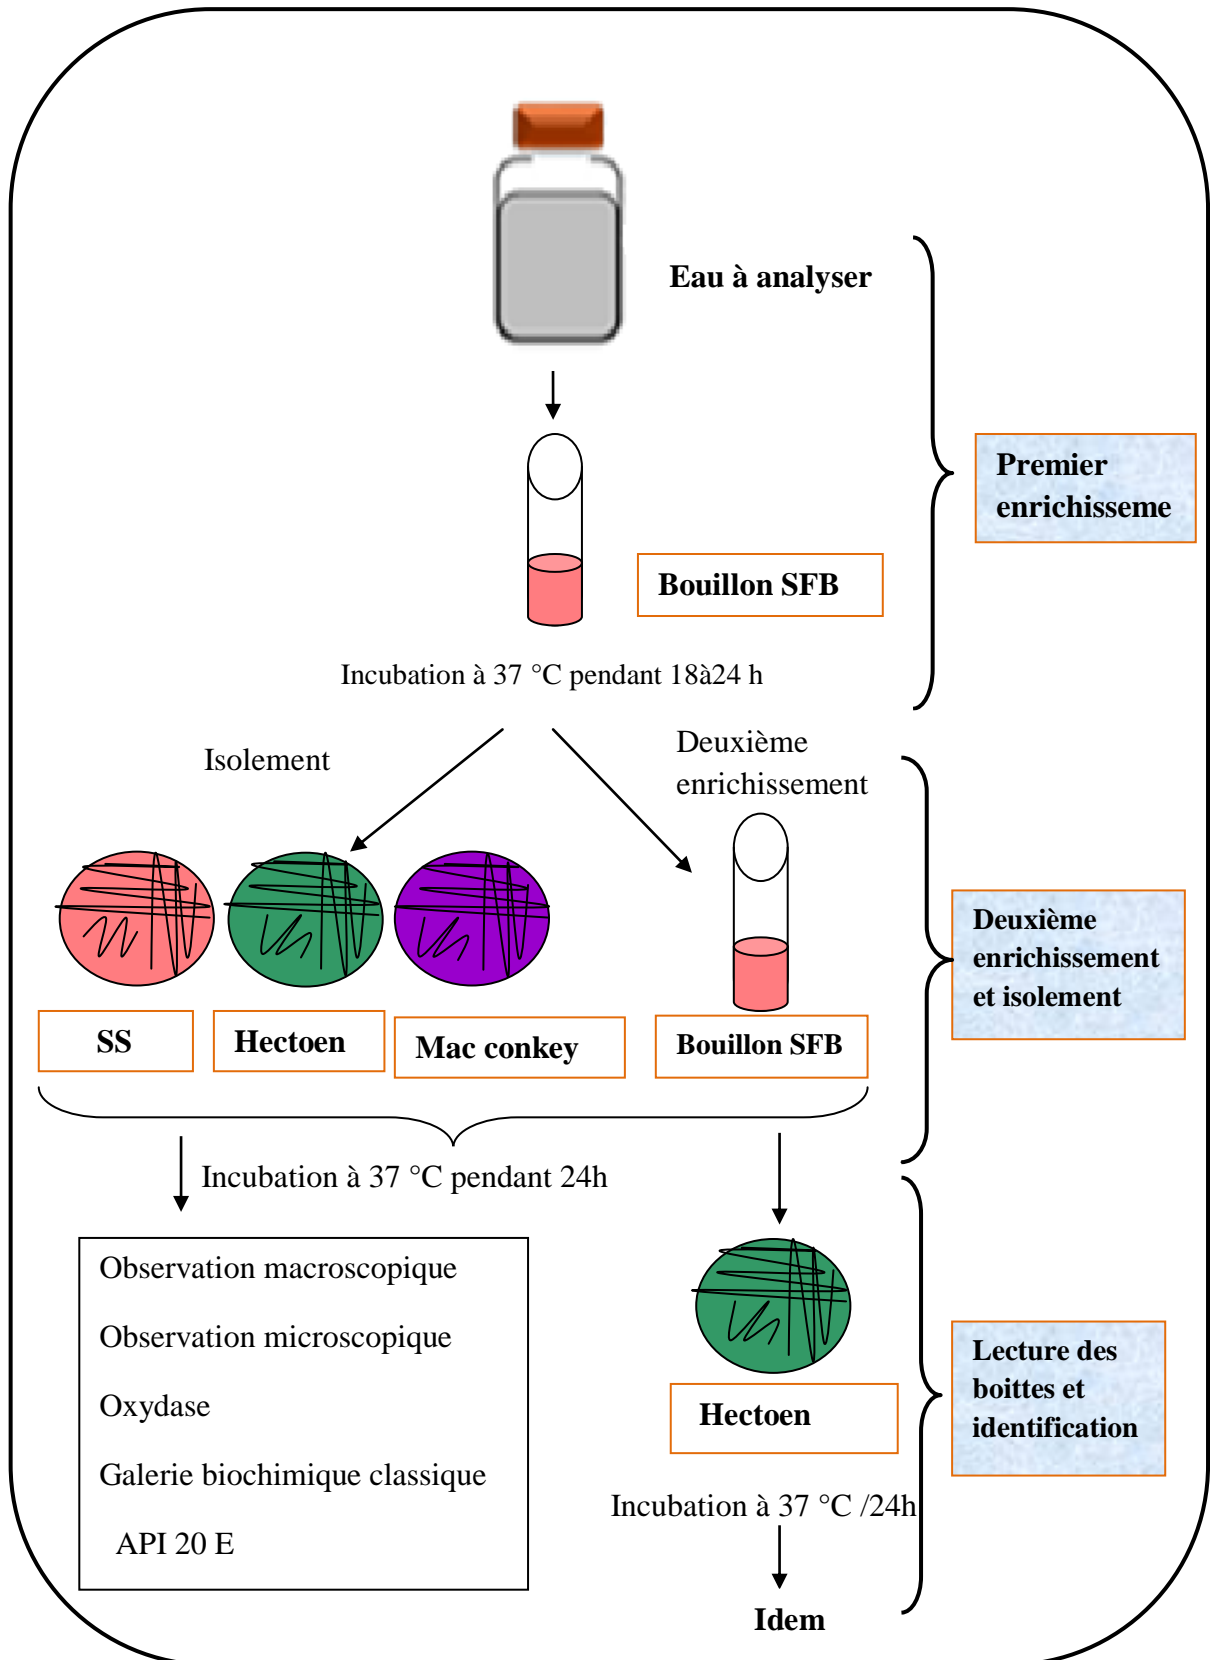 Eau à analyser
Premier
enrichisseme
Bouillon SFB
Incubation à 37 °C pendant 18à24 h
Isolement
Deuxième
enrichissement
SS
Hectoen
Mac conkey
Bouillon SFB
Deuxième
enrichissement
et isolement
Incubation à 37 °C pendant 24h
Observation macroscopique
Observation microscopique
Oxydase
Galerie biochimique classique
API 20 E
Hectoen
Incubation à 37 °C /24h
Idem
Lecture des
boittes et
identification